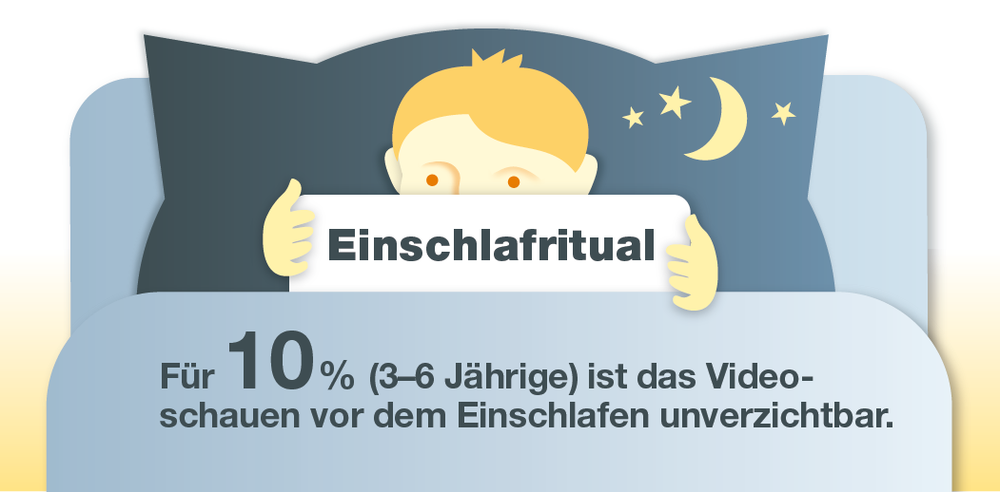 Einschlafritual
Für 10% (3–6 Jährige) ist das Video-
schauen vor dem Einschlafen unverzichtbar.